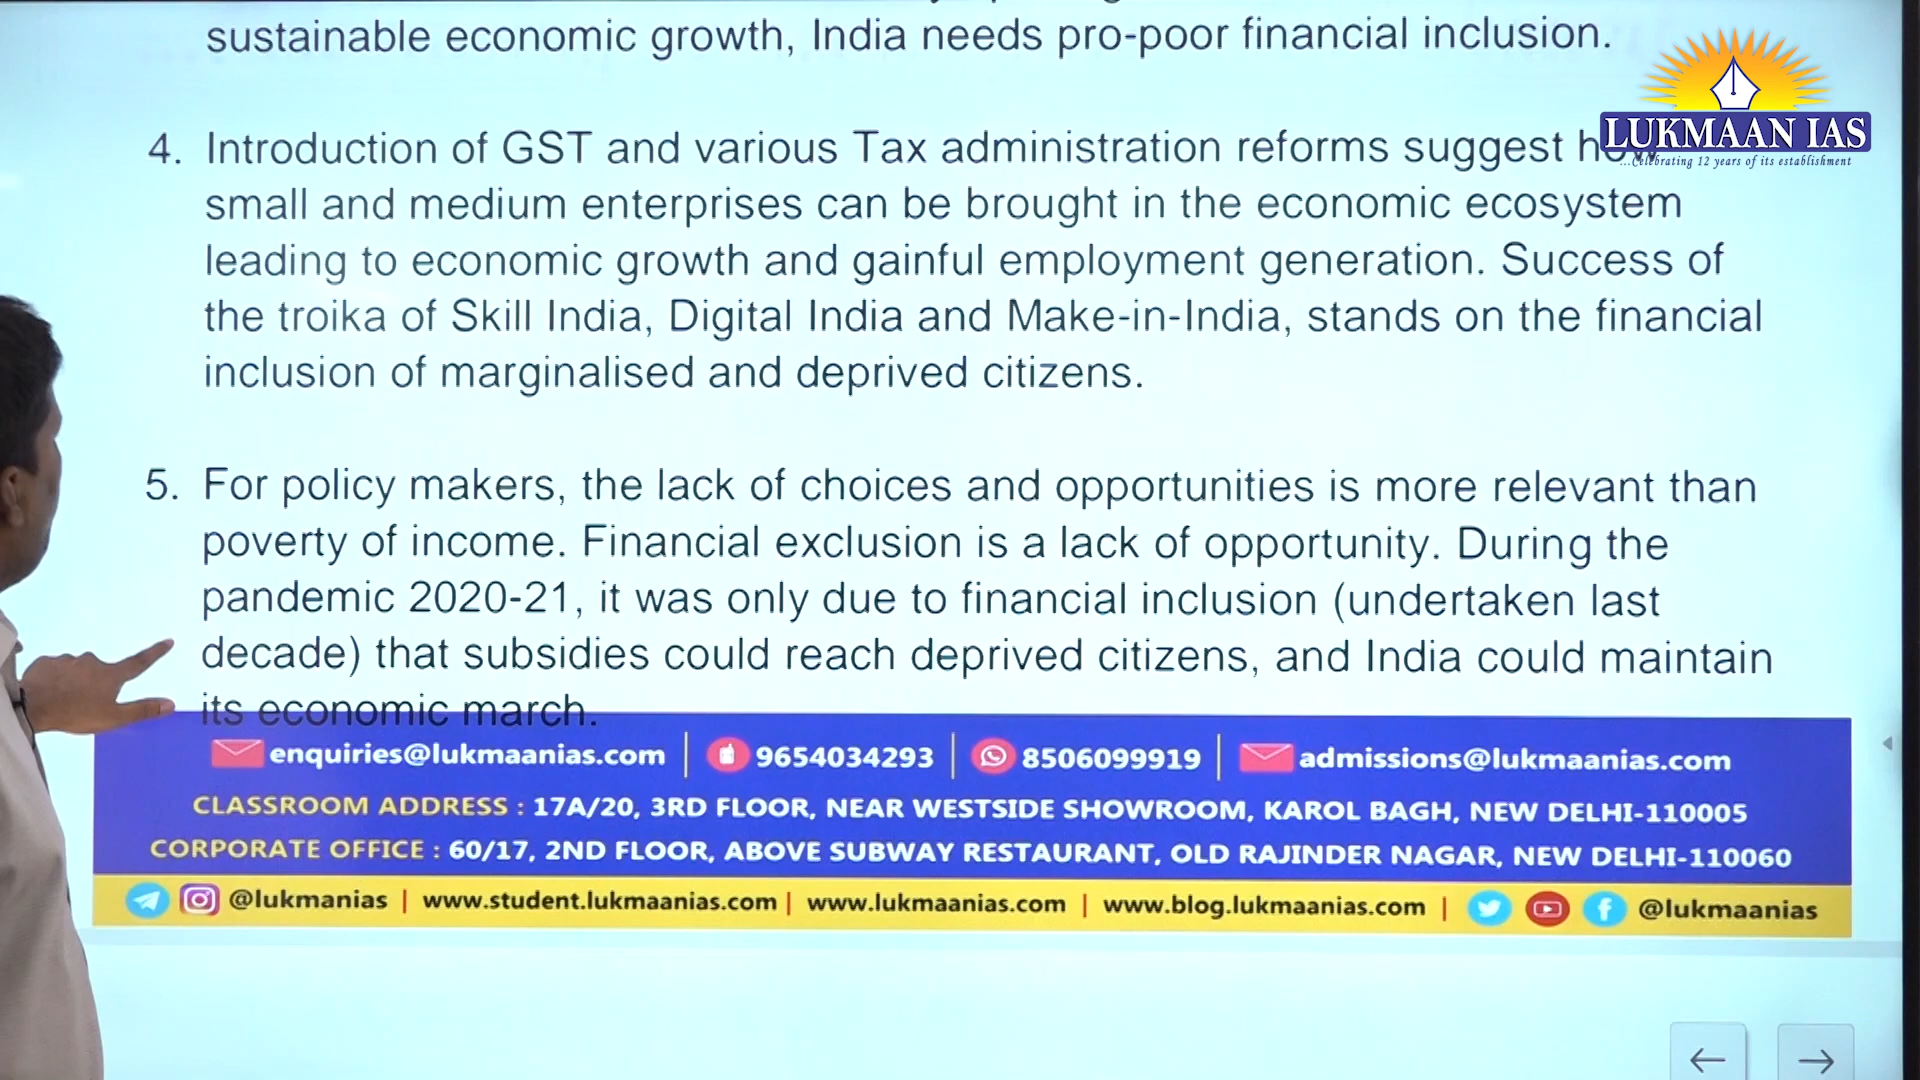 sustainable economic growth, India needs pro-poor financial inclusion.
LUKMAAN IAS
...Celebrating 12 years of its establishment
4. Introduction of GST and various Tax administration reforms suggest how
small and medium enterprises can be brought in the economic ecosystem
leading to economic growth and gainful employment generation. Success of
the troika of Skill India, Digital India and Make-in-India, stands on the financial
inclusion of marginalised and deprived citizens.
5. For policy makers, the lack of choices and opportunities is more relevant than
poverty of income. Financial exclusion is a lack of opportunity. During the
pandemic 2020-21, it was only due to financial inclusion (undertaken last
decade) that subsidies could reach deprived citizens, and India could maintain
its economic march.
enquiries@lukmaanias.com | 9654034293 | 8506099919 | admissions@lukmaanias.com
CLASSROOM ADDRESS : 17A/20, 3RD FLOOR, NEAR WESTSIDE SHOWROOM, KAROL BAGH, NEW DELHI-110005
CORPORATE OFFICE : 60/17, 2ND FLOOR, ABOVE SUBWAY RESTAURANT, OLD RAJINDER NAGAR, NEW DELHI-110060
@lukmanias | www.student.lukmaanias.com | www.lukmaanias.com | www.blog.lukmaanias.com | @lukmaanias